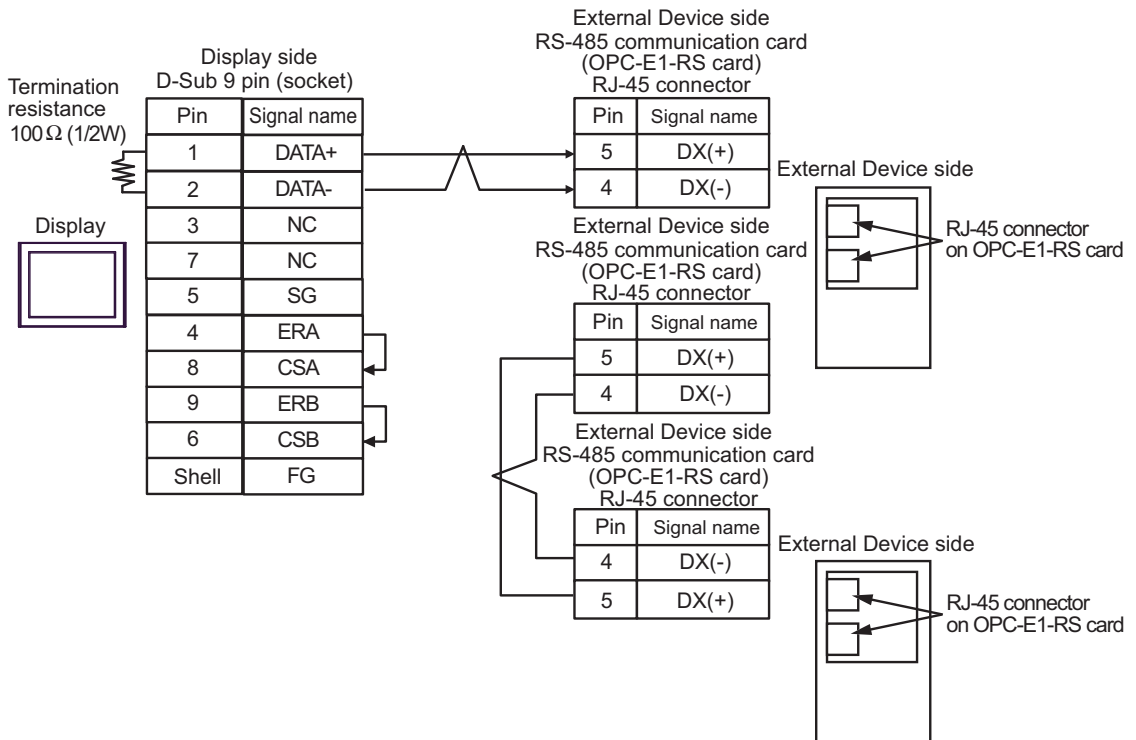 Termination
resistance
100Ω (1/2W)
Display
Display side
D-Sub 9 pin (socket)
Pin Signal name
1 DATA+
2 DATA-
3 NC
7 NC
5 SG
4 ERA
8 CSA
9 ERB
6 CSB
Shell FG
External Device side
RS-485 communication card
(OPC-E1-RS card)
RJ-45 connector
Pin Signal name
5 DX(+)
4 DX(-)
External Device side
RS-485 communication card
(OPC-E1-RS card)
RJ-45 connector
Pin Signal name
5 DX(+)
4 DX(-)
External Device side
RS-485 communication card
(OPC-E1-RS card)
RJ-45 connector
Pin Signal name
4 DX(-)
5 DX(+)
External Device side
RJ-45 connector
on OPC-E1-RS card
External Device side
RJ-45 connector
on OPC-E1-RS card